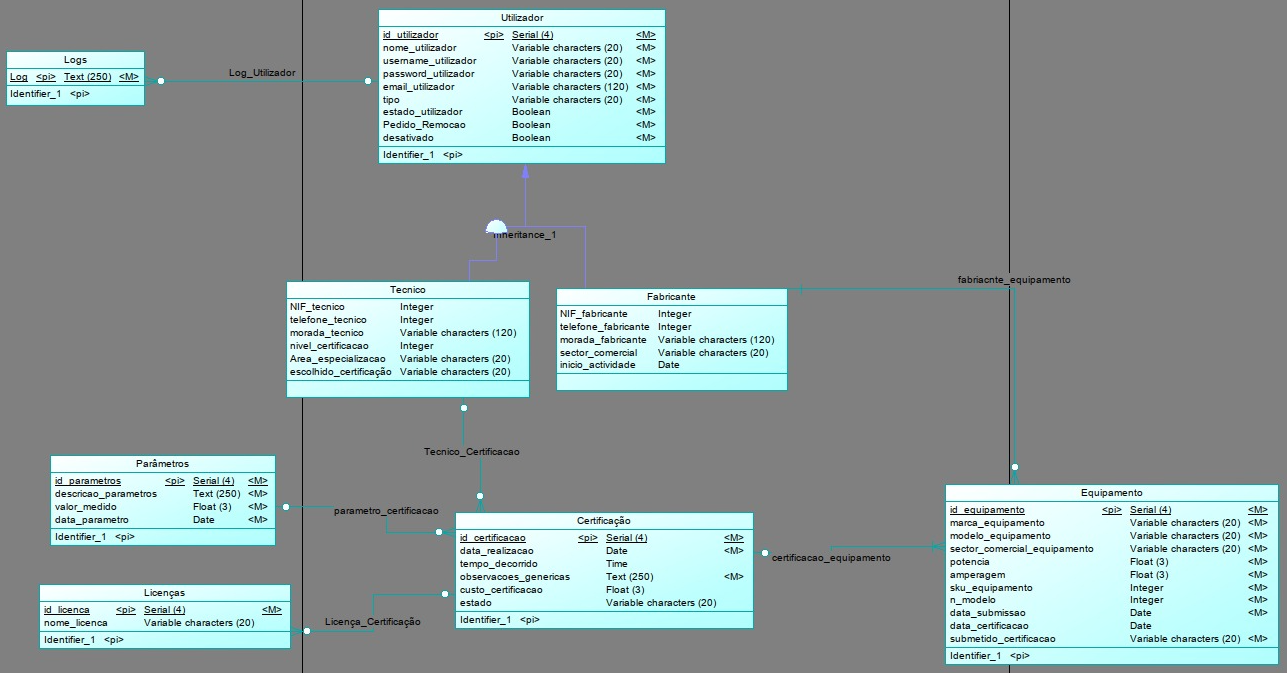 Utilizador
id_utilizador <pi> Serial (4) <M>
nome_utilizador Variable characters (20) <M>
username_utilizador Variable characters (20) <M>
password_utilizador Variable characters (20) <M>
email_utilizador Variable characters (120) <M>
tipo Variable characters (20) <M>
estado_utilizador Boolean <M>
Pedido_Remocao Boolean <M>
desativado Boolean <M>
Identifier_1 <pi>
Logs
Log <pi> Text (250) <M>
Identifier_1 <pi>
Log_Utilizador
Inheritance_1
Tecnico
NIF_tecnico Integer
telefone_tecnico Integer
morada_tecnico Variable characters (120)
nivel_certificacao Integer
Area_especializacao Variable characters (20)
escolhido_certificação Variable characters (20)
Fabricante
NIF_fabricante Integer
telefone_fabricante Integer
morada_fabricante Variable characters (120)
sector_comercial Variable characters (20)
inicio_actividade Date
fabriacnte_equipamento
Tecnico_Certificacao
Parâmetros
id_parametros <pi> Serial (4) <M>
descricao_parametros Text (250) <M>
valor_medido Float (3) <M>
data_parametro Date <M>
Identifier_1 <pi>
parametro_certificacao
Certificação
id_certificacao <pi> Serial (4) <M>
data_realizacao Date <M>
tempo_decorrido Time
observacoes_genericas Text (250) <M>
custo_certificacao Float (3)
estado Variable characters (20)
Identifier_1 <pi>
certificacao_equipamento
Equipamento
id_equipamento <pi> Serial (4) <M>
marca_equipamento Variable characters (20) <M>
modelo_equipamento Variable characters (20) <M>
sector_comercial_equipamento Variable characters (20) <M>
potencia Float (3) <M>
amperagem Float (3) <M>
sku_equipamento Integer <M>
n_modelo Integer <M>
data_submissao Date <M>
data_certificacao Date
submetido_certificacao Variable characters (20) <M>
Identifier_1 <pi>
Licenças
id_licenca <pi> Serial (4) <M>
nome_licenca Variable characters (20)
Identifier_1 <pi>
Licença_Certificação